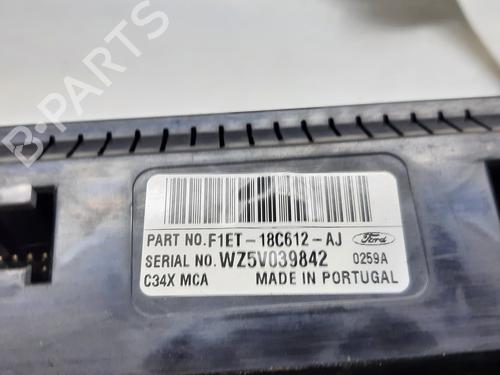 B-PARTS
PART NO. F1ET-18C612-AJ Ford
SERIAL NO. WZ5V039842 0259A
C34X MCA MADE IN PORTUGAL